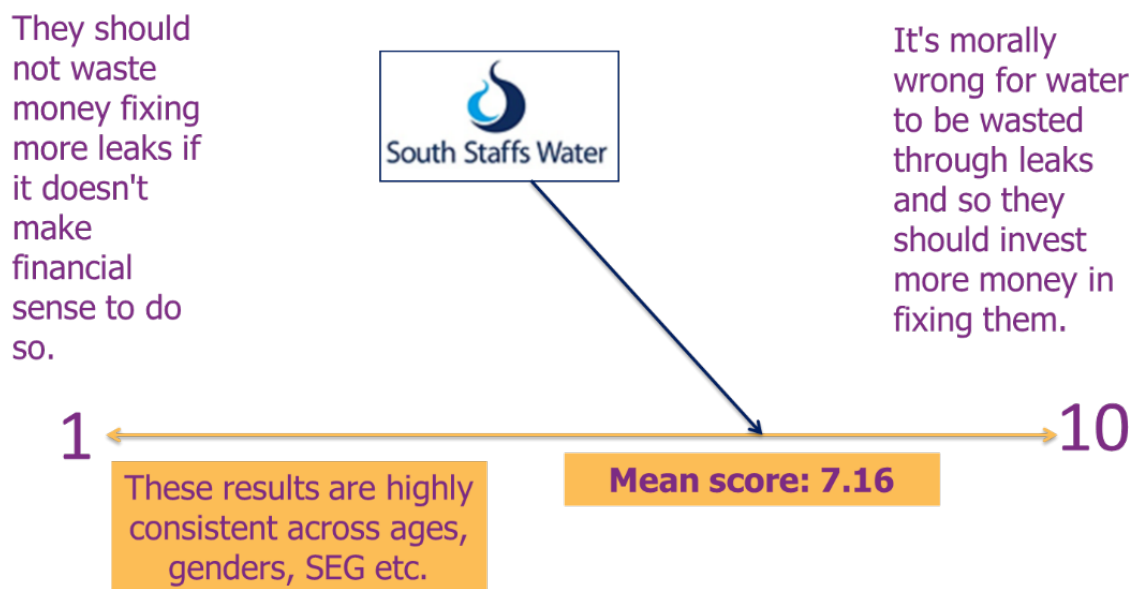 They should
not waste
money fixing
more leaks if
it doesn't
make
financial
sense to do
so.
South Staffs Water
It's morally
wrong for water
to be wasted
through leaks
and so they
should invest
more money in
fixing them.
1
10
These results are highly
consistent across ages,
genders, SEG etc.
Mean score: 7.16